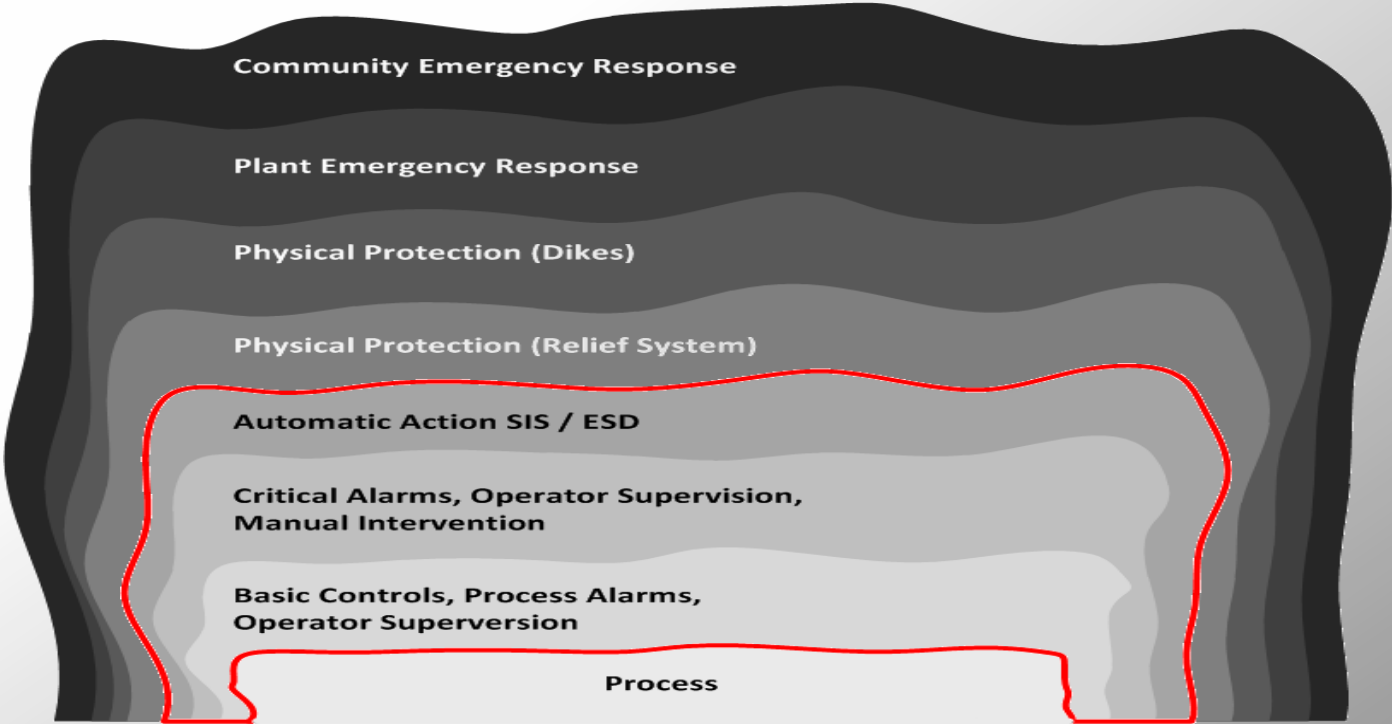 Community Emergency Response
Plant Emergency Response
Physical Protection (Dikes)
Physical Protection (Relief System)
Automatic Action SIS / ESD
Critical Alarms, Operator Supervision,
Manual Intervention
Basic Controls, Process Alarms,
Operator Superversion
Process